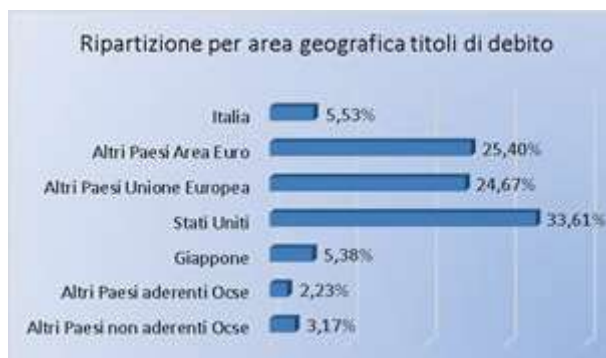 Ripartizione per area geografica titoli di debito
Italia 5,53%
Altri Paesi Area Euro 25,40%
Altri Paesi Unione Europea 24,67%
Stati Uniti 33,61%
Giappone 5,38%
Altri Paesi aderenti Ocse 2,23%
Altri Paesi non aderenti Ocse 3,17%